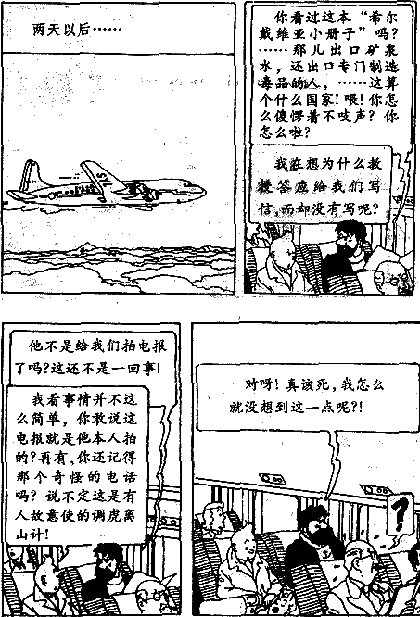 两天以后……
你看过这本“希尔
戴维亚小册子”吗?
……那儿出口矿泉
水,还出口专门制造
毒品的人,……这算
个什么国家!喂!你怎
么傻愣着不吱声?你
怎么啦?
我在想为什么教
授答应给我们写
信,而却没有写呢?
他不是给我们拍电报
了吗?这还不是一回事!
我看事情并不这
么简单,你敢说这
电报就是他本人拍
的?再有,你还记得
那个奇怪的电话
吗?说不定这是有
人故意使的调虎离
山计!
对呀!真该死,我怎么
就没想到这一点呢?!
?